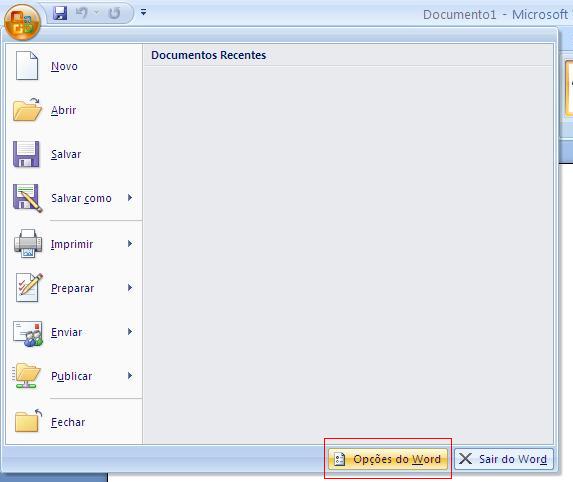 Documento1 - Microsoft
Documentos Recentes
Novo
Abrir
Salvar
Salvar como
Imprimir
Preparar
Enviar
Publicar
Fechar
Opções do Word
Sair do Word